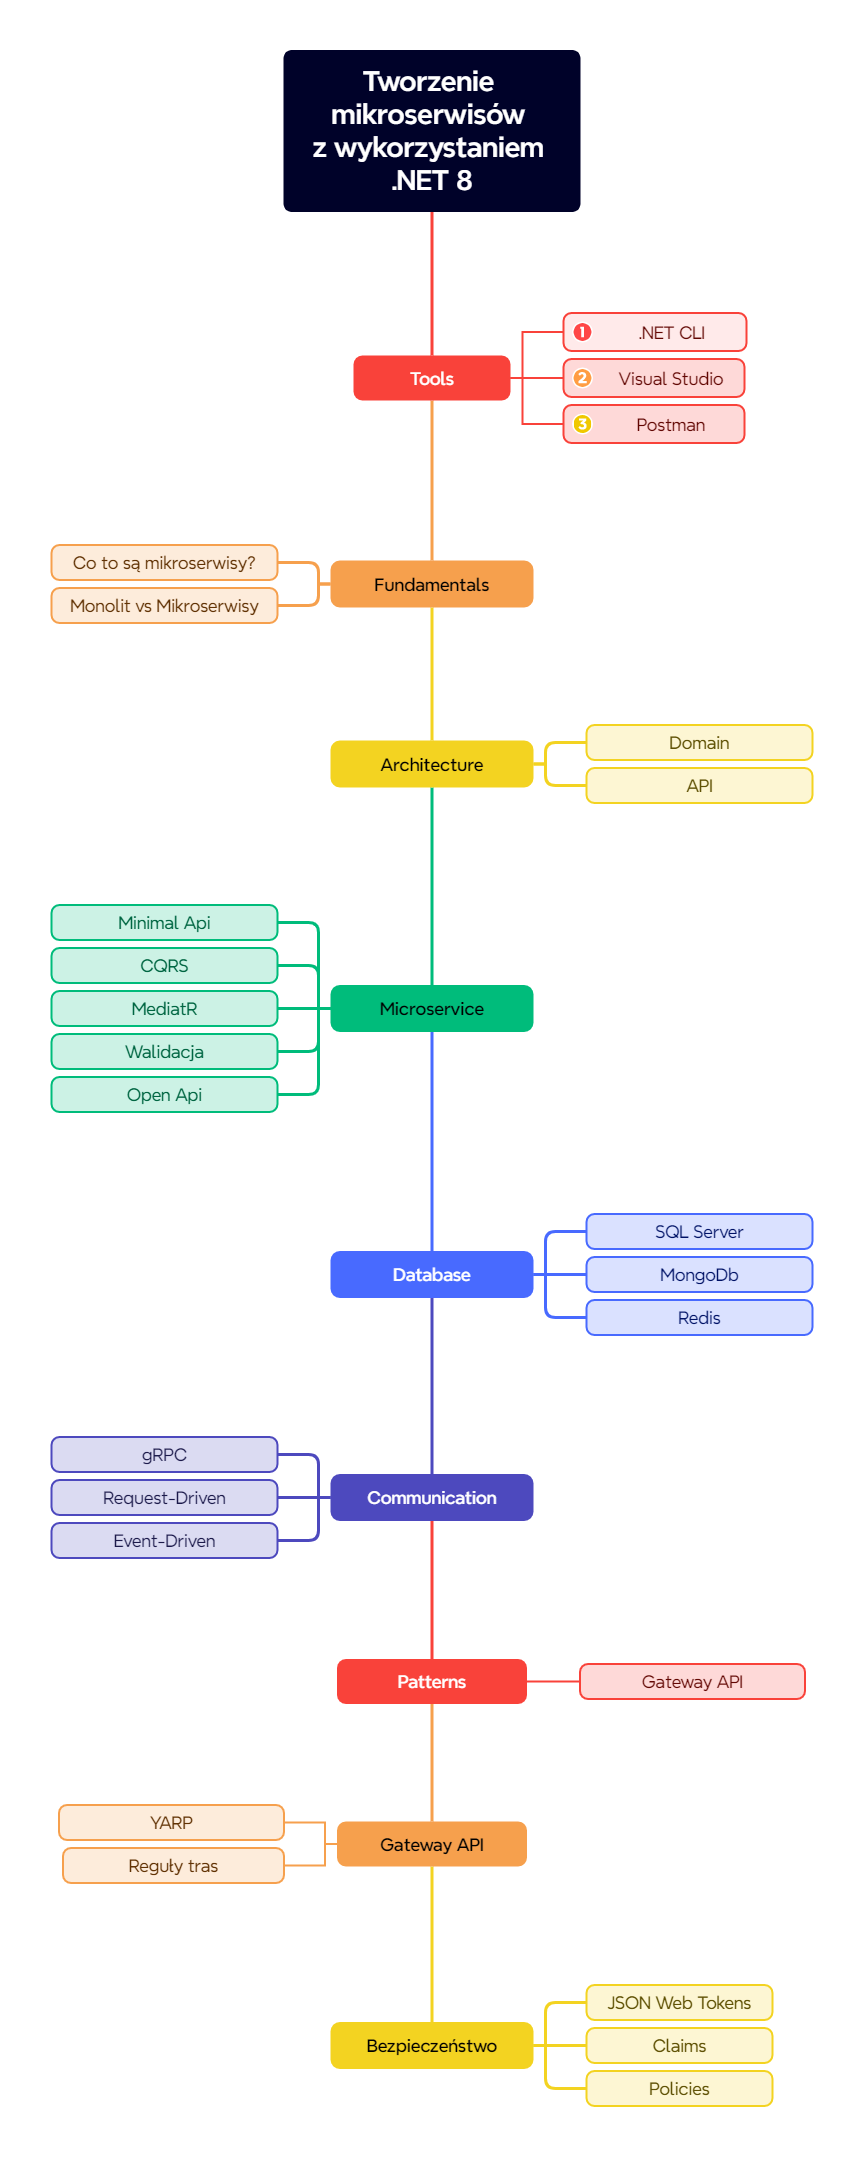 Tworzenie
mikroserwisów
z wykorzystaniem
.NET 8
1 .NET CLI
Tools
2 Visual Studio
3 Postman
Co to są mikroserwisy?
Fundamentals
Monolit vs Mikroserwisy
Domain
Architecture
API
Minimal Api
CQRS
MediatR
Microservice
Walidacja
Open Api
SQL Server
Database
MongoDb
Redis
gRPC
Request-Driven
Communication
Event-Driven
Patterns
Gateway API
YARP
Gateway API
Reguły tras
JSON Web Tokens
Bezpieczeństwo
Claims
Policies